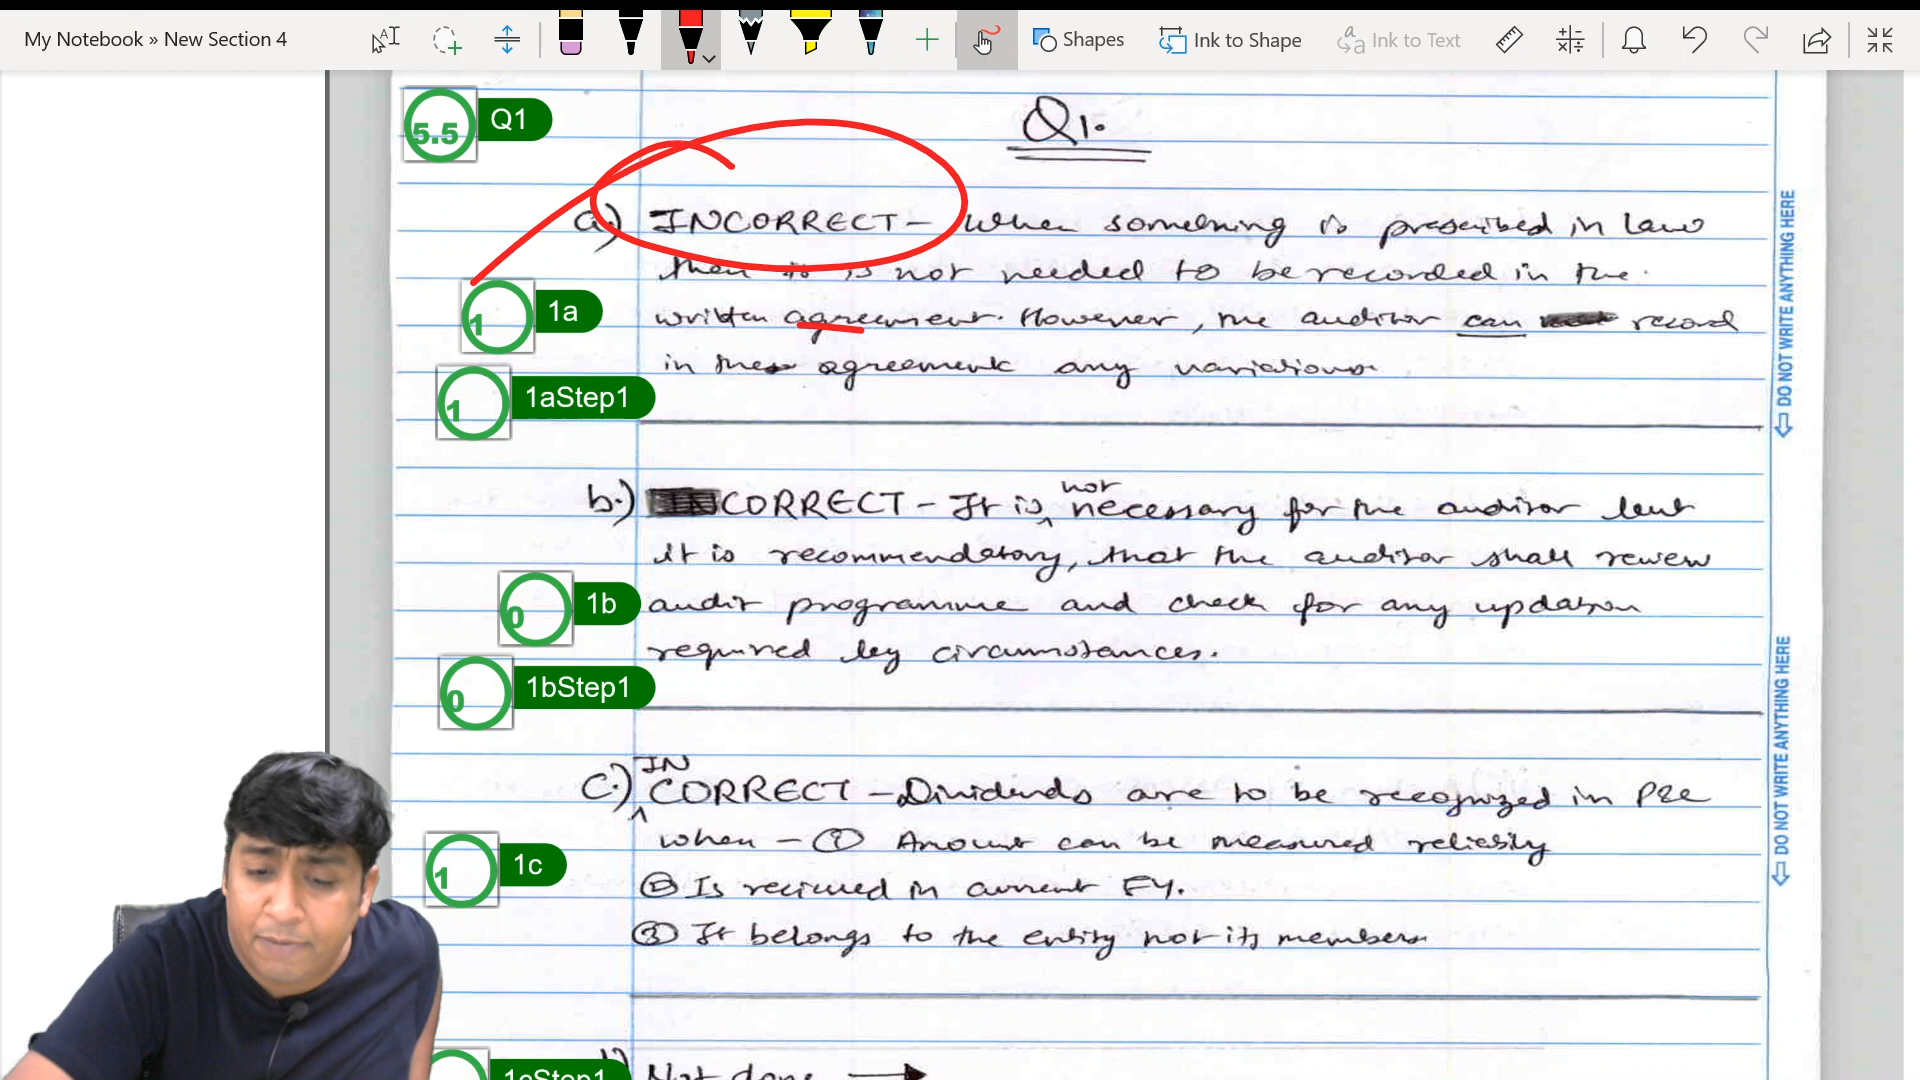 My Notebook » New Section 4
Shapes
Ink to Shape
Ink to Text
5.5 Q1
Q1.
a.) INCORRECT - When something is prescribed in law
then it is not needed to be recorded in the
1 1a
written agreement. However, the auditor can record
in the agreement any variations
1 1aStep1
b.) CORRECT - It is not necessary for the auditor but
it is recommendatory, that the auditor shall review
0 1b
audit programme and check for any updation
required by circumstances.
0 1bStep1
c.) INCORRECT - Dividends are to be recognized in P&L
when - ① Amount can be measured reliably
1 1c
② Is recieved in current FY.
③ It belongs to the entity not its members
1cStep1
Not done
DO NOT WRITE ANYTHING HERE
DO NOT WRITE ANYTHING HERE